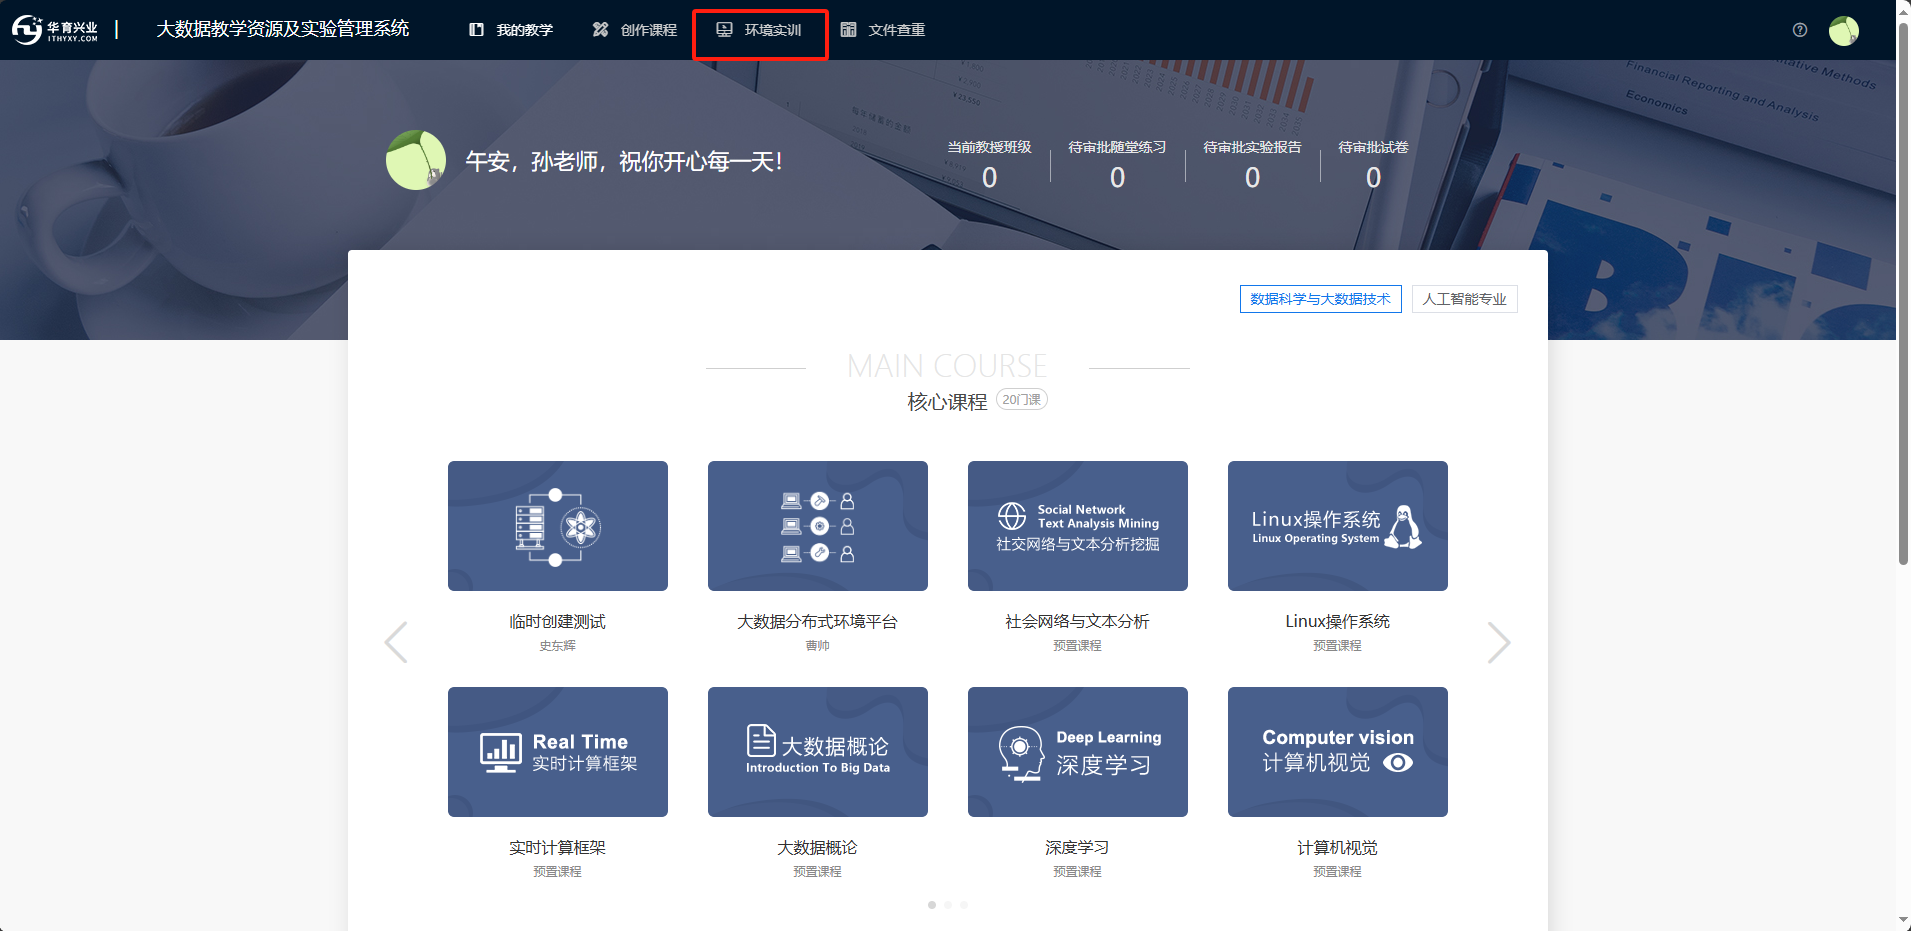 华育兴业
ITHYXY.COM
大数据教学资源及实验管理系统
我的教学
创作课程
环境实训
文件查重
Financial Reporting and Analysis
Economics
午安，孙老师，祝你开心每一天！
当前教授班级
0
待审批随堂练习
0
待审批实验报告
0
待审批试卷
0
数据科学与大数据技术
人工智能专业
MAIN COURSE
核心课程 20门课
Social Network
Text Analysis Mining
社交网络与文本分析挖掘
Linux操作系统
Linux Operating System
临时创建测试
史东辉
大数据分布式环境平台
曹帅
社会网络与文本分析
预置课程
Linux操作系统
预置课程
Real Time
实时计算框架
大数据概论
Introduction To Big Data
Deep Learning
深度学习
Computer vision
计算机视觉
实时计算框架
预置课程
大数据概论
预置课程
深度学习
预置课程
计算机视觉
预置课程